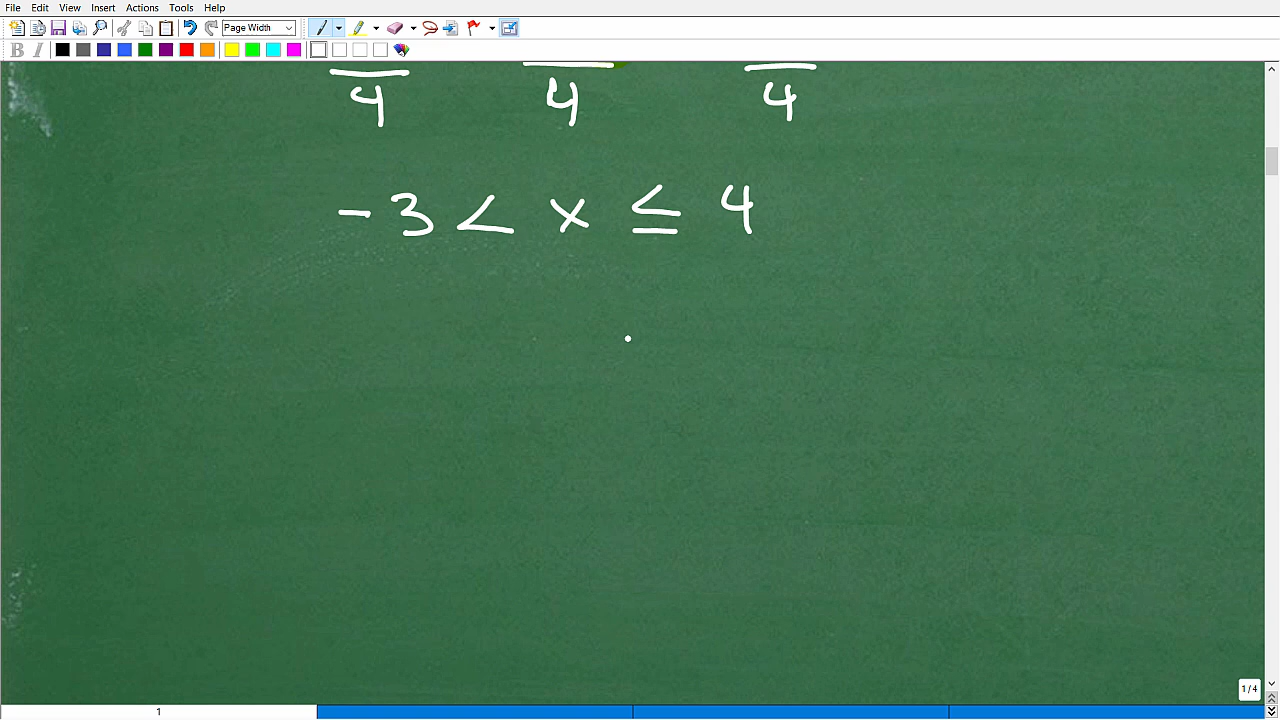 File Edit View Insert Actions Tools Help
Page Width
B I
4 4 4
- 3 < x ≤ 4
1 / 4
1